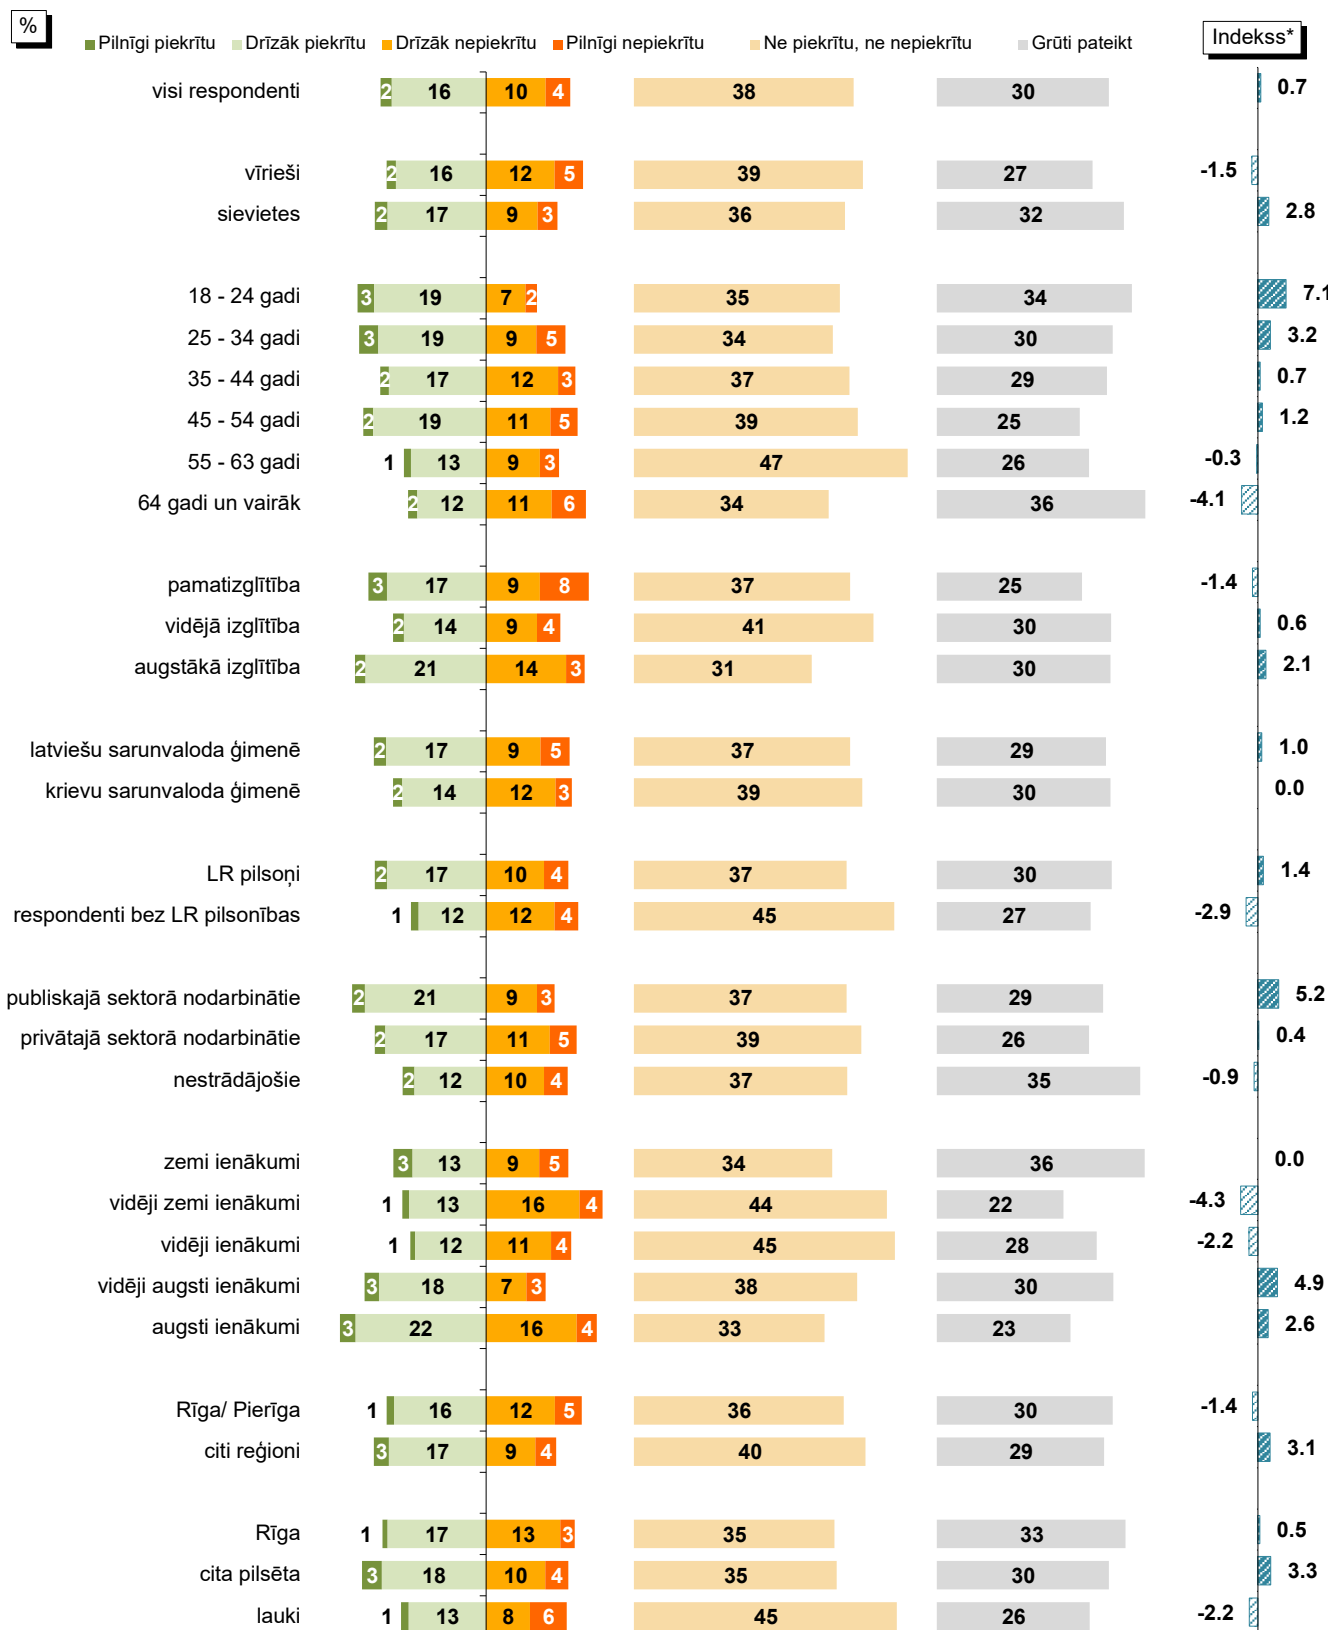 %
Pilnīgi piekrītu Drīzāk piekrītu Drīzāk nepiekrītu Pilnīgi nepiekrītu Ne piekrītu, ne nepiekrītu Grūti pateikt Indekss*
visi respondenti 2 16 10 4 38 30 0.7
vīrieši 2 16 12 5 39 27 -1.5
sievietes 2 17 9 3 36 32 2.8
18 - 24 gadi 3 19 7 2 35 34 7.1
25 - 34 gadi 3 19 9 5 34 30 3.2
35 - 44 gadi 2 17 12 3 37 29 0.7
45 - 54 gadi 2 19 11 5 39 25 1.2
55 - 63 gadi 1 13 9 3 47 26 -0.3
64 gadi un vairāk 2 12 11 6 34 36 -4.1
pamatizglītība 3 17 9 8 37 25 -1.4
vidējā izglītība 2 14 9 4 41 30 0.6
augstākā izglītība 2 21 14 3 31 30 2.1
latviešu sarunvaloda ģimenē 2 17 9 5 37 29 1.0
krievu sarunvaloda ģimenē 2 14 12 3 39 30 0.0
LR pilsoņi 2 17 10 4 37 30 1.4
respondenti bez LR pilsonības 1 12 12 4 45 27 -2.9
publiskajā sektorā nodarbinātie 2 21 9 3 37 29 5.2
privātajā sektorā nodarbinātie 2 17 11 5 39 26 0.4
nestrādājošie 2 12 10 4 37 35 -0.9
zemi ienākumi 3 13 9 5 34 36 0.0
vidēji zemi ienākumi 1 13 16 4 44 22 -4.3
vidēji ienākumi 1 12 11 4 45 28 -2.2
vidēji augsti ienākumi 3 18 7 3 38 30 4.9
augsti ienākumi 3 22 16 4 33 23 2.6
Rīga/ Pierīga 1 16 12 5 36 30 -1.4
citi reģioni 3 17 9 4 40 29 3.1
Rīga 1 17 13 3 35 33 0.5
cita pilsēta 3 18 10 4 35 30 3.3
lauki 1 13 8 6 45 26 -2.2